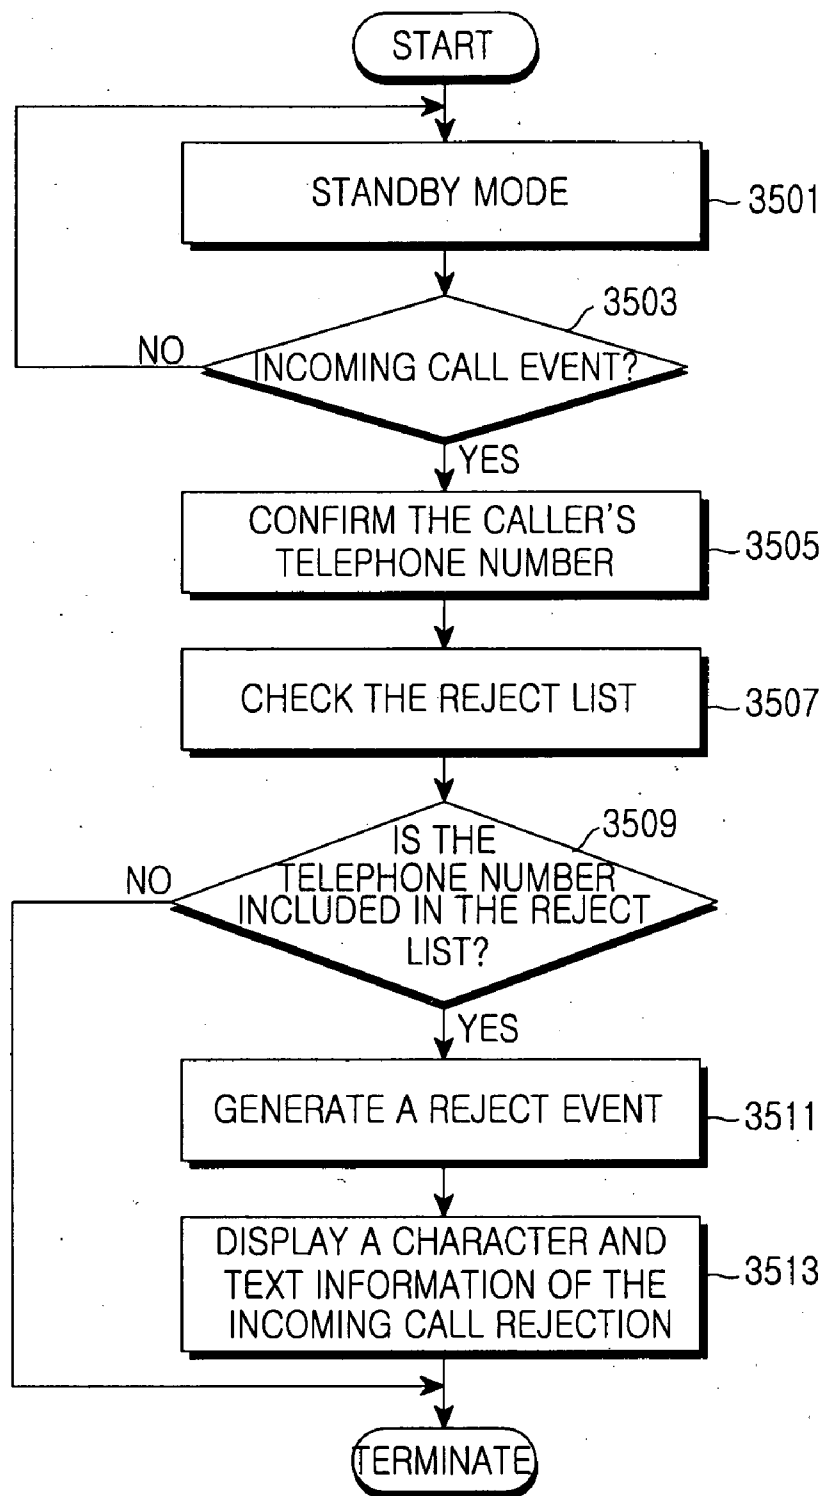 START
STANDBY MODE
3501
3503
NO
INCOMING CALL EVENT?
YES
CONFIRM THE CALLER'S
TELEPHONE NUMBER
3505
CHECK THE REJECT LIST
3507
3509
NO
IS THE
TELEPHONE NUMBER
INCLUDED IN THE REJECT
LIST?
YES
GENERATE A REJECT EVENT
3511
DISPLAY A CHARACTER AND
TEXT INFORMATION OF THE
INCOMING CALL REJECTION
3513
TERMINATE